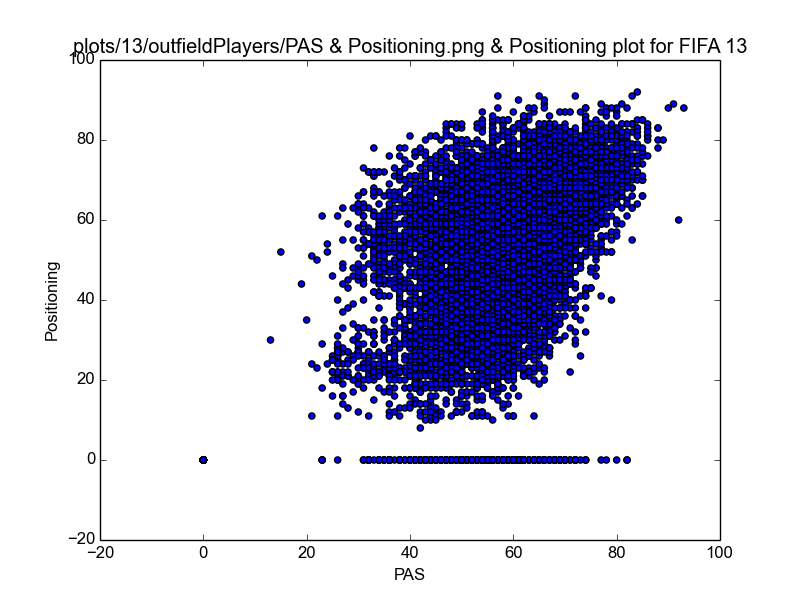 plots/13/outfieldPlayers/PAS & Positioning.png & Positioning plot for FIFA 13
100
80
60
40
20
0
−20
Positioning
−20 0 20 40 60 80 100
PAS